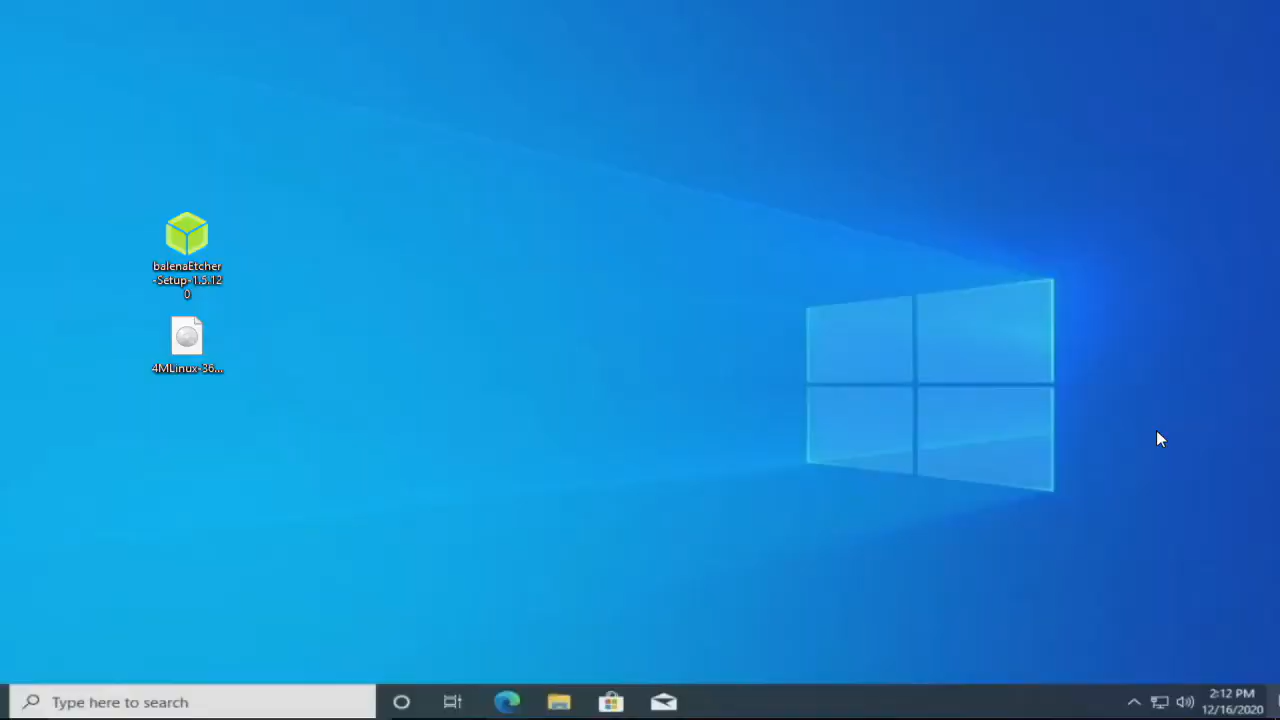 balenaEtcher
-Setup-1.5.12
0
4MLinux-36...
Type here to search
2:12 PM
12/16/2020